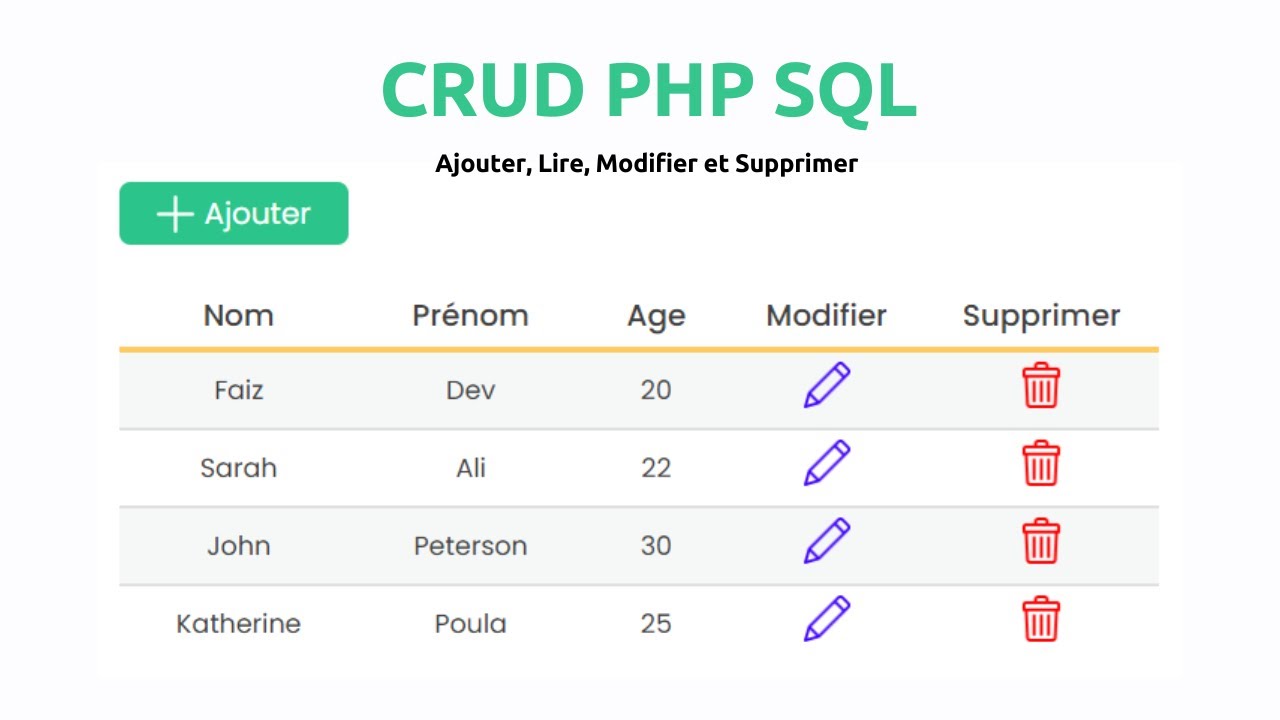 CRUD PHP SQL
Ajouter, Lire, Modifier et Supprimer
Ajouter
Nom Prénom Age Modifier Supprimer
Faiz Dev 20
Sarah Ali 22
John Peterson 30
Katherine Poula 25